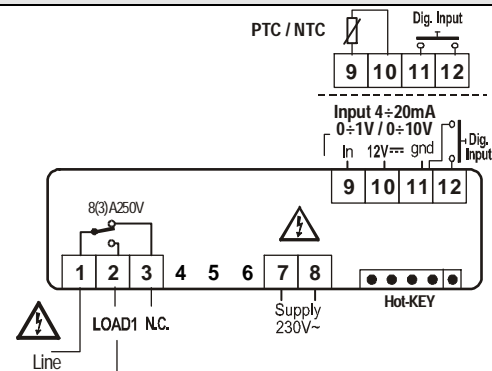 PTC / NTC
Dig. Input
9 10 11 12
Input 4÷20mA
0÷1V / 0÷10V
In 12V⎓ gnd
Dig.
Input
9 10 11 12
8(3)A250V
1 2 3 4 5 6 7 8
Hot-KEY
LOAD1 N.C.
Supply
230V~
Line